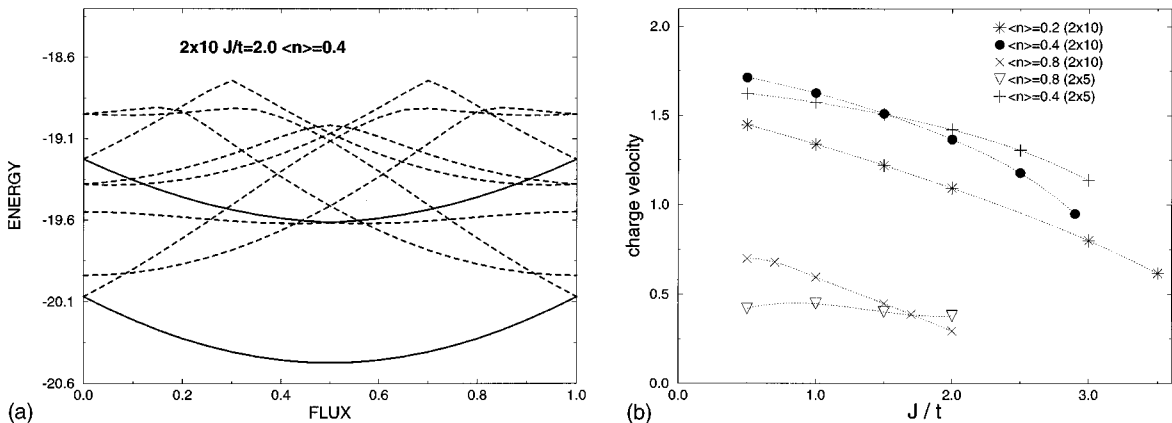 2x10 J/t=2.0 <n>=0.4
ENERGY
-18.6
-19.1
-19.6
-20.1
-20.6
0.0 0.2 0.4 0.6 0.8 1.0
FLUX
(a)
charge velocity
2.0
1.5
1.0
0.5
0.0
<n>=0.2 (2x10)
<n>=0.4 (2x10)
<n>=0.8 (2x10)
<n>=0.8 (2x5)
<n>=0.4 (2x5)
0.0 1.0 2.0 3.0
J / t
(b)